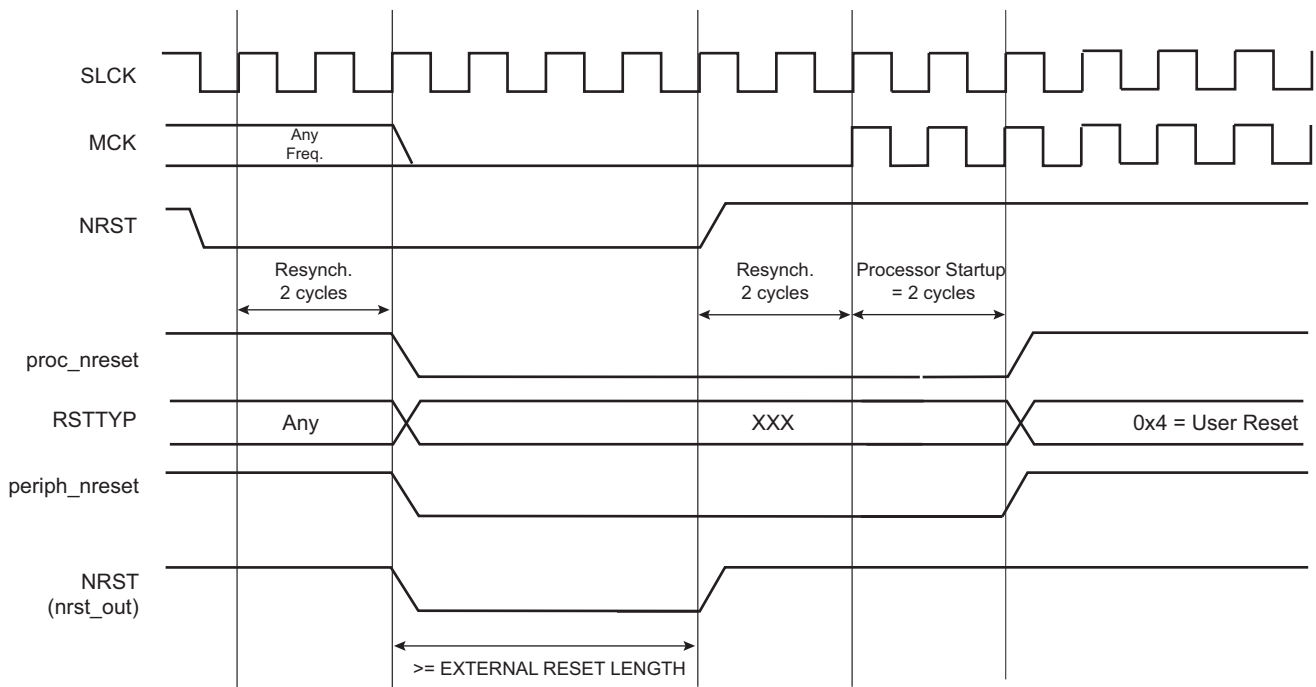 SLCK
MCK
Any
Freq.
NRST
Resynch.
2 cycles
Resynch.
2 cycles
Processor Startup
= 2 cycles
proc_nreset
RSTTYP
Any
XXX
0x4 = User Reset
periph_nreset
NRST
(nrst_out)
>= EXTERNAL RESET LENGTH